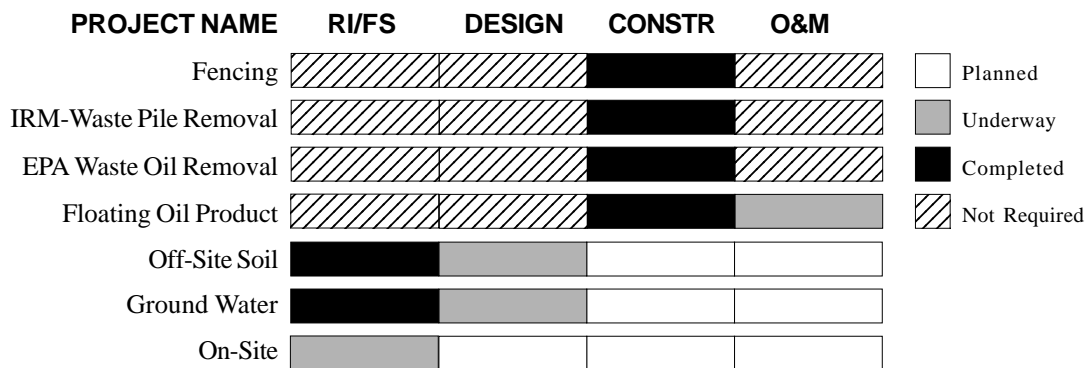 PROJECT NAME RI/FS DESIGN CONSTR O&M
Fencing
Planned
IRM-Waste Pile Removal
Underway
EPA Waste Oil Removal
Completed
Floating Oil Product
Not Required
Off-Site Soil
Ground Water
On-Site